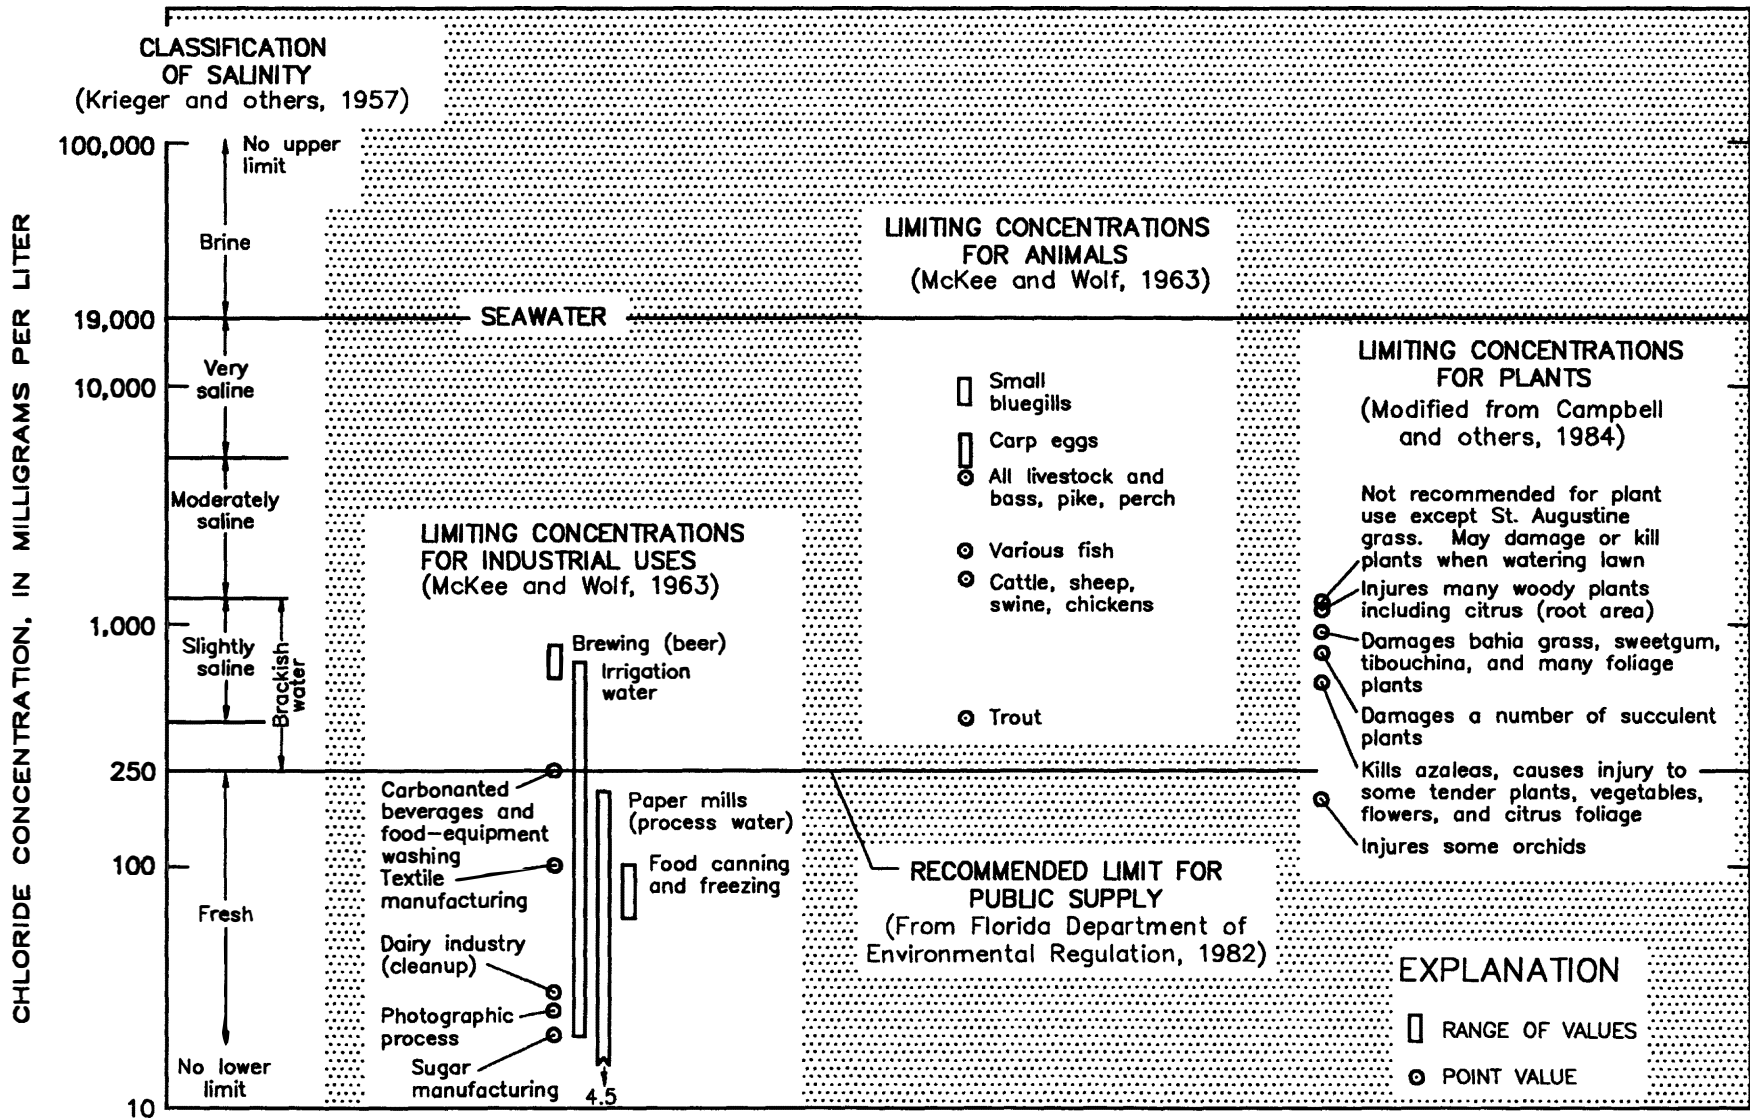 CLASSIFICATION
OF SALINITY
(Krieger and others, 1957)
CHLORIDE CONCENTRATION, IN MILLIGRAMS PER LITER
100,000
19,000
10,000
1,000
250
100
10
No upper
limit
Brine
Very
saline
Moderately
saline
Slightly
saline
Brackish
water
Fresh
No lower
limit
SEAWATER
LIMITING CONCENTRATIONS
FOR INDUSTRIAL USES
(McKee and Wolf, 1963)
Brewing (beer)
Irrigation
water
Carbonanted
beverages and
food-equipment
washing
Textile
manufacturing
Paper mills
(process water)
Food canning
and freezing
Dairy industry
(cleanup)
Photographic
process
Sugar
manufacturing
4.5
LIMITING CONCENTRATIONS
FOR ANIMALS
(McKee and Wolf, 1963)
Small
bluegills
Carp eggs
All livestock and
bass, pike, perch
Various fish
Cattle, sheep,
swine, chickens
Trout
RECOMMENDED LIMIT FOR
PUBLIC SUPPLY
(From Florida Department of
Environmental Regulation, 1982)
LIMITING CONCENTRATIONS
FOR PLANTS
(Modified from Campbell
and others, 1984)
Not recommended for plant
use except St. Augustine
grass. May damage or kill
plants when watering lawn
Injures many woody plants
including citrus (root area)
Damages bahia grass, sweetgum,
tibouchina, and many foliage
plants
Damages a number of succulent
plants
Kills azaleas, causes injury to
some tender plants, vegetables,
flowers, and citrus foliage
Injures some orchids
EXPLANATION
RANGE OF VALUES
POINT VALUE